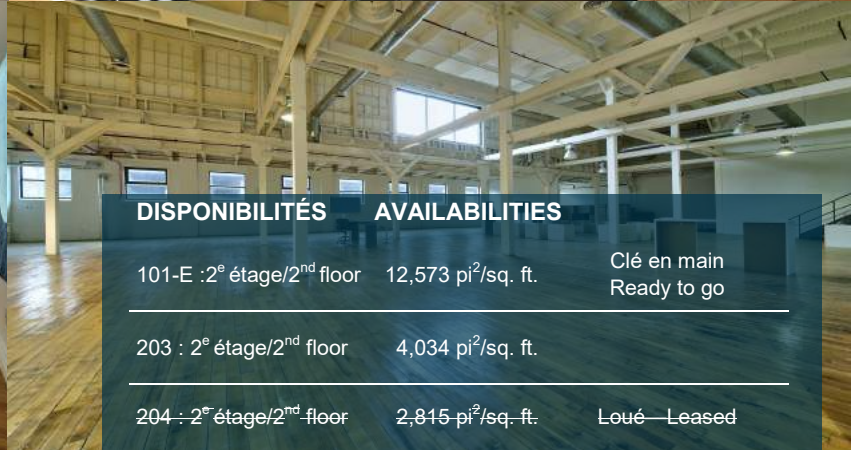 DISPONIBILITÉS AVAILABILITIES
101-E :2e étage/2nd floor 12,573 pi2/sq. ft. Clé en main
Ready to go
203 : 2e étage/2nd floor 4,034 pi2/sq. ft.
204 : 2e étage/2nd floor 2,815 pi2/sq. ft. Loué Leased